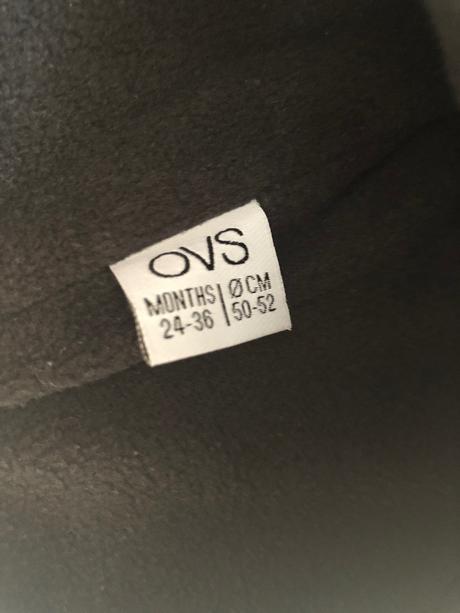 OVS
MONTHS | Ø CM
24-36 | 50-52